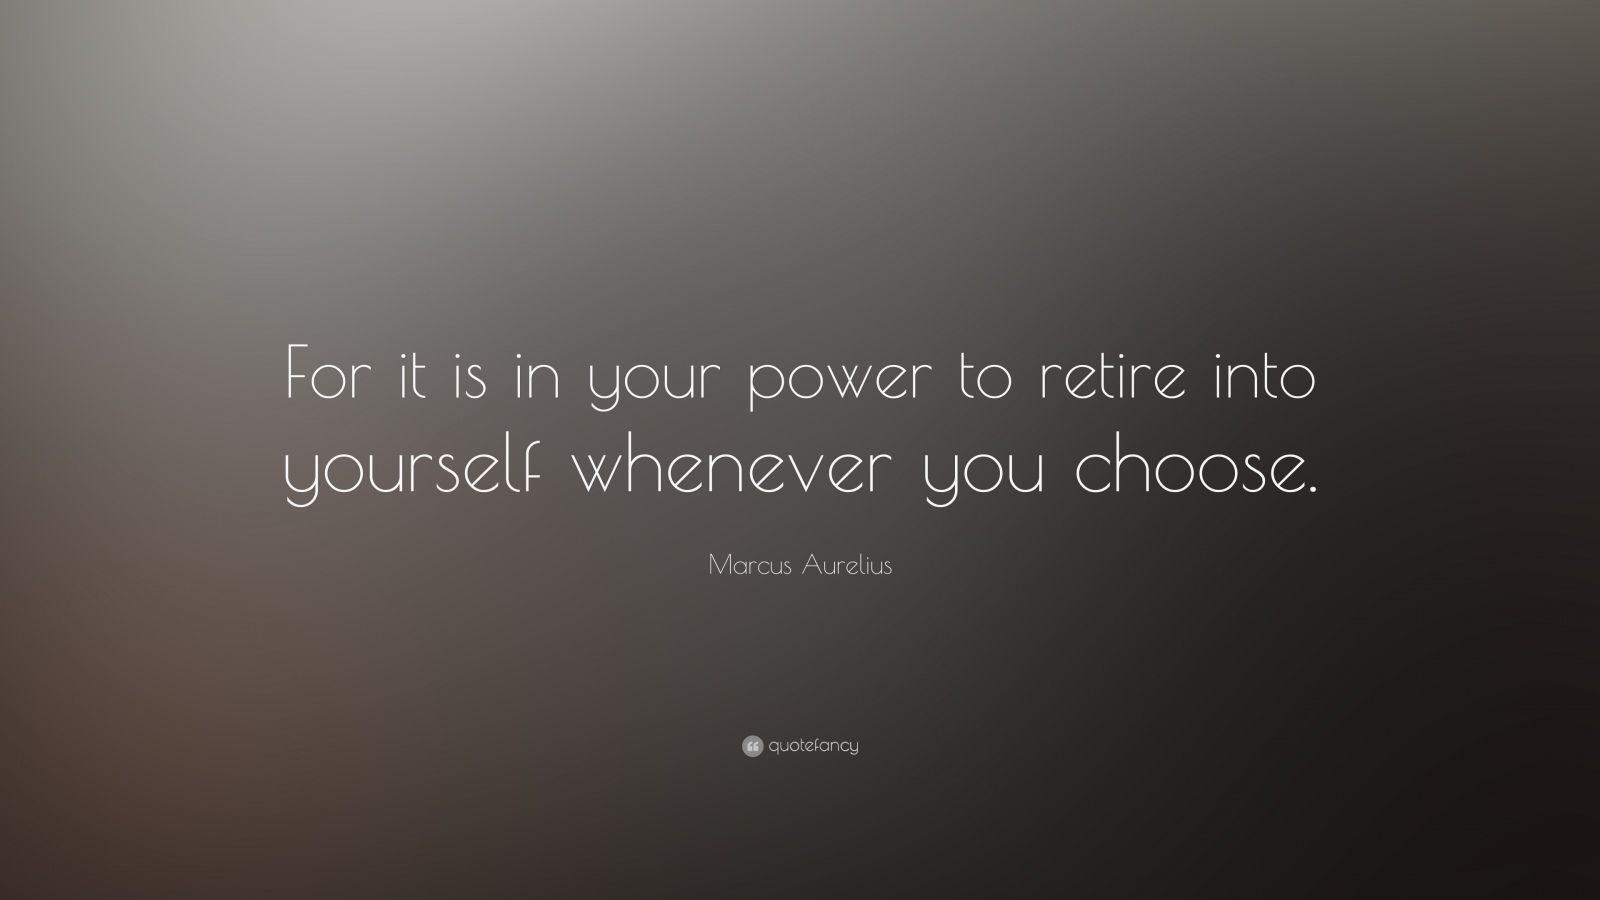 For it is in your power to retire into
yourself whenever you choose.
Marcus Aurelius
quotefancy